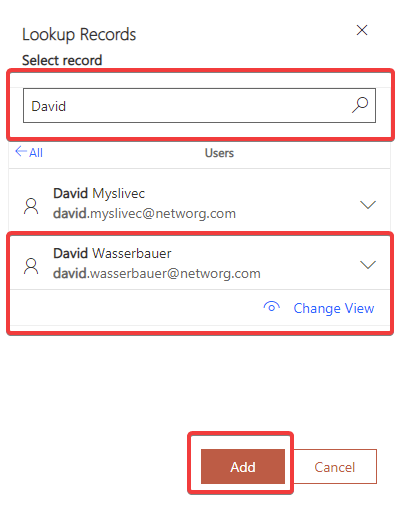 Lookup Records
Select record
David
All
Users
David Myslivec
david.myslivec@networg.com
David Wasserbauer
david.wasserbauer@networg.com
Change View
Add
Cancel